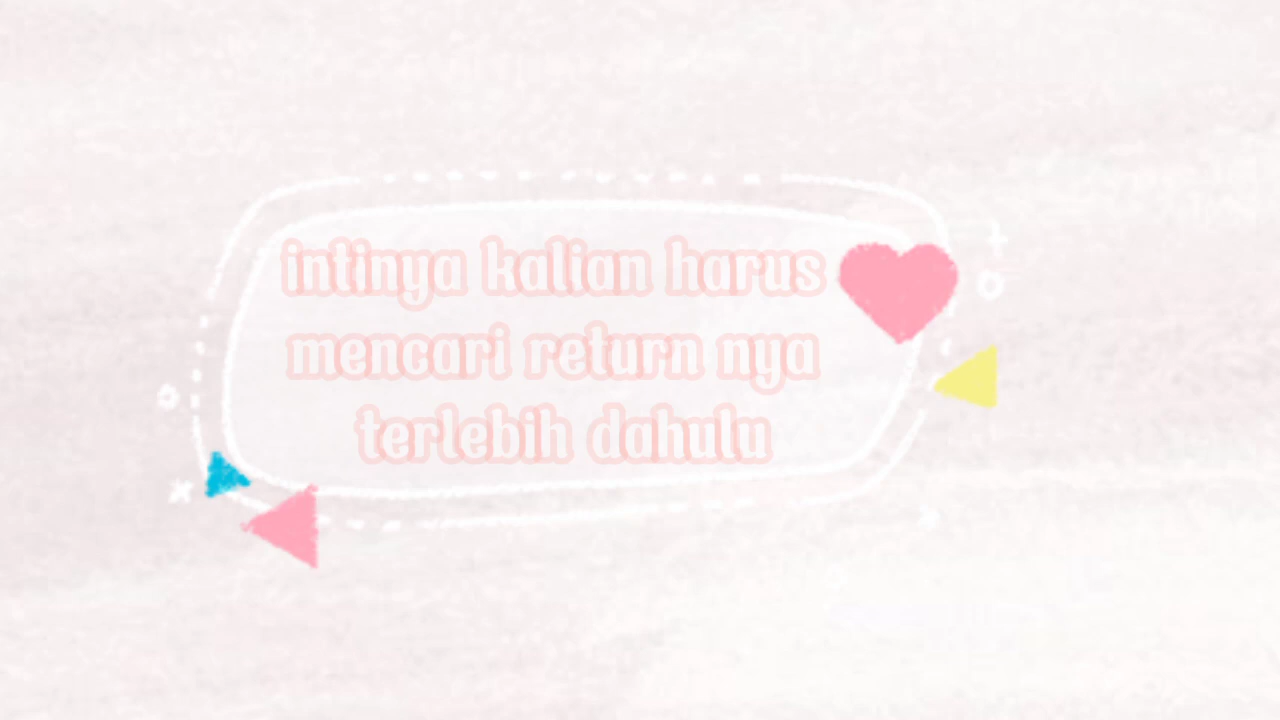 intinya kalian harus
mencari return nya
terlebih dahulu